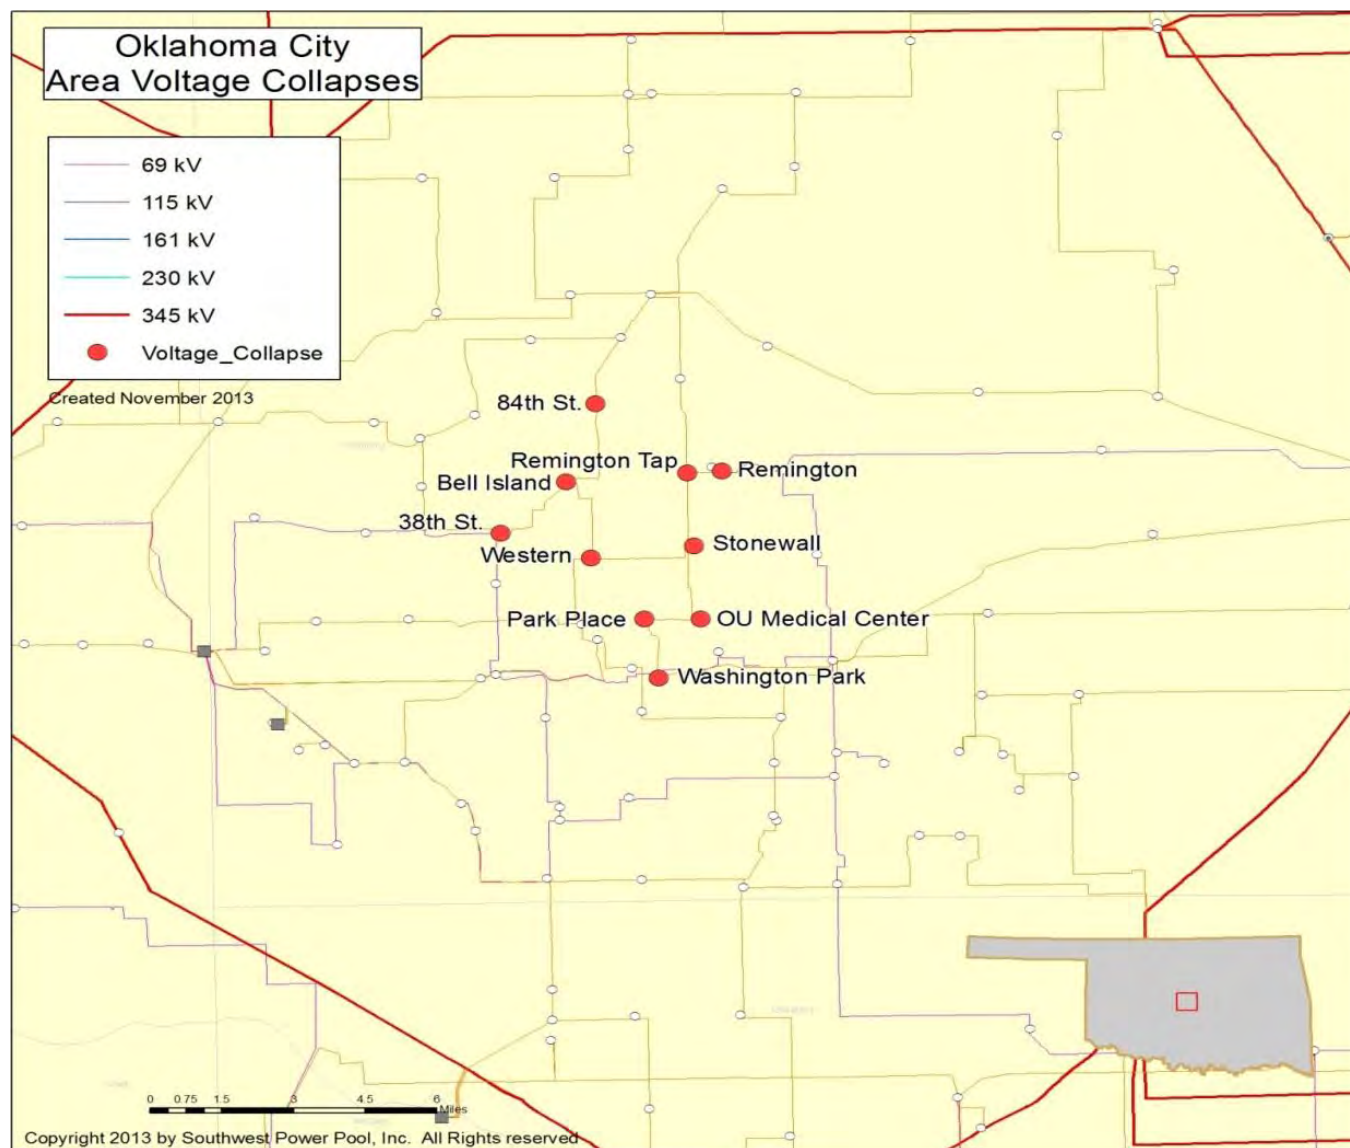 Oklahoma City
Area Voltage Collapses
69 kV
115 kV
161 kV
230 kV
345 kV
Voltage_Collapse
Created November 2013
84th St.
Remington Tap
Remington
Bell Island
38th St.
Stonewall
Western
Park Place
OU Medical Center
Washington Park
0 0.75 1.5 3 4.5 6
Miles
Copyright 2013 by Southwest Power Pool, Inc. All Rights reserved